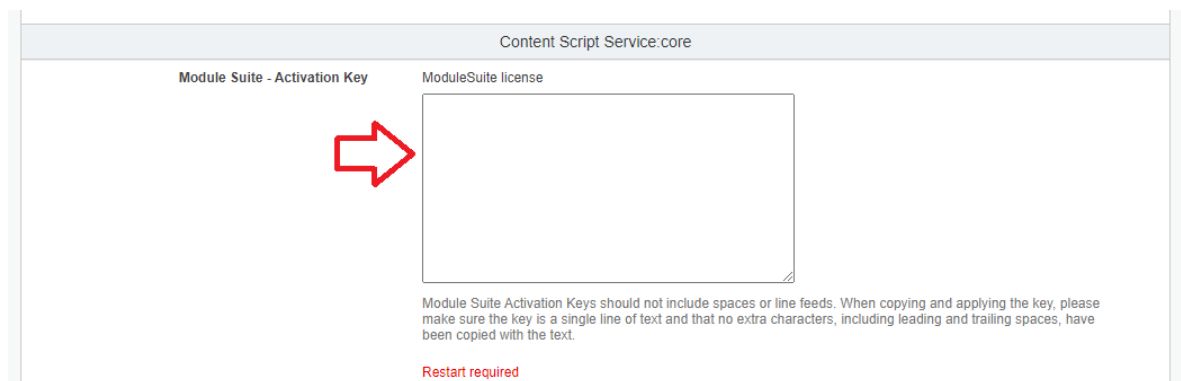 Content Script Service:core
Module Suite - Activation Key
ModuleSuite license
Module Suite Activation Keys should not include spaces or line feeds. When copying and applying the key, please
make sure the key is a single line of text and that no extra characters, including leading and trailing spaces, have
been copied with the text.
Restart required